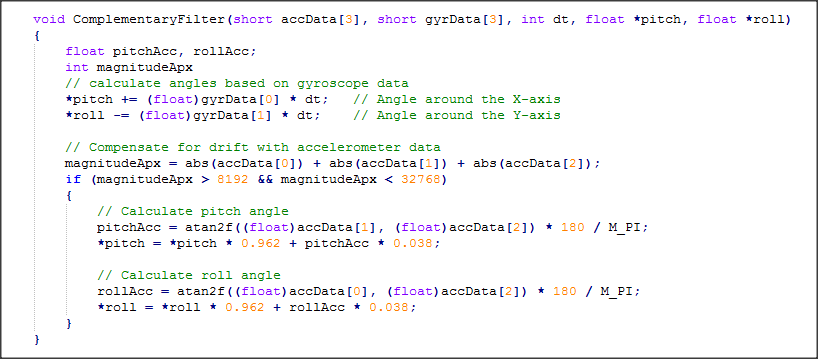 void ComplementaryFilter(short accData[3], short gyrData[3], int dt, float *pitch, float *roll)
{
    float pitchAcc, rollAcc;
    int magnitudeApx
    // calculate angles based on gyroscope data
    *pitch += (float)gyrData[0] * dt;   // Angle around the X-axis
    *roll -= (float)gyrData[1] * dt;    // Angle around the Y-axis

    // Compensate for drift with accelerometer data
    magnitudeApx = abs(accData[0]) + abs(accData[1]) + abs(accData[2]);
    if (magnitudeApx > 8192 && magnitudeApx < 32768)
    {
        // Calculate pitch angle
        pitchAcc = atan2f((float)accData[1], (float)accData[2]) * 180 / M_PI;
        *pitch = *pitch * 0.962 + pitchAcc * 0.038;

        // Calculate roll angle
        rollAcc = atan2f((float)accData[0], (float)accData[2]) * 180 / M_PI;
        *roll = *roll * 0.962 + rollAcc * 0.038;
    }
}